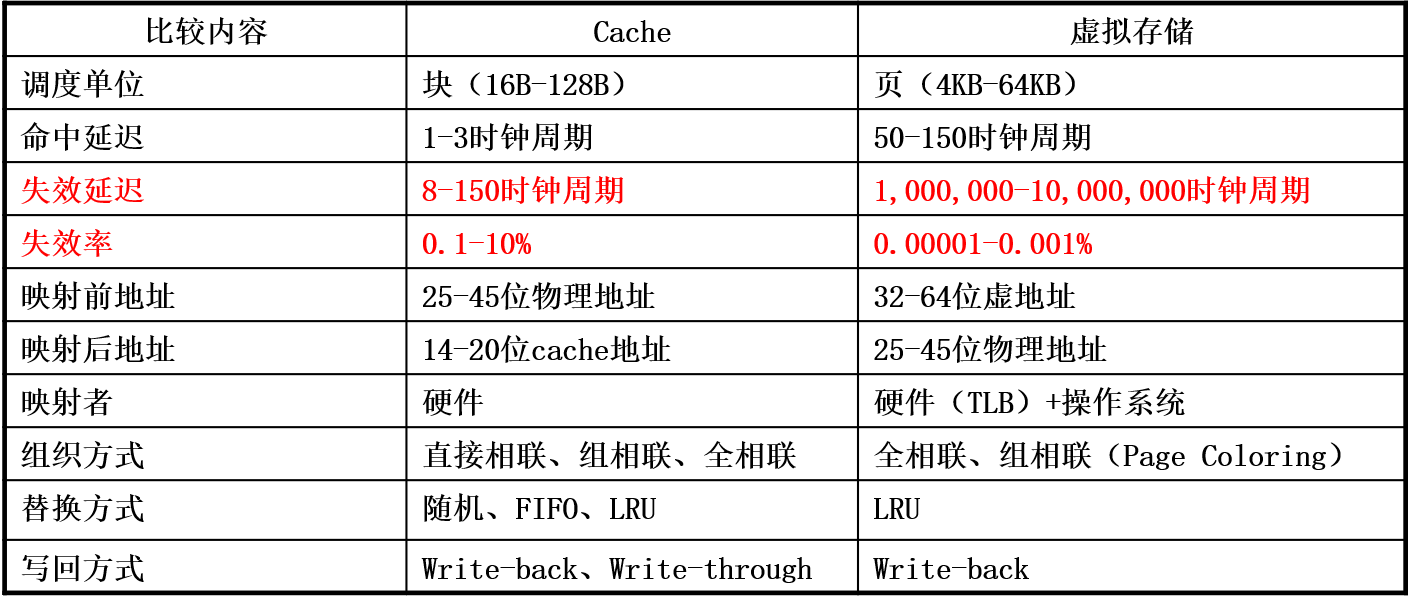 比较内容 Cache 虚拟存储
调度单位 块（16B-128B） 页（4KB-64KB）
命中延迟 1-3时钟周期 50-150时钟周期
失效延迟 8-150时钟周期 1,000,000-10,000,000时钟周期
失效率 0.1-10% 0.00001-0.001%
映射前地址 25-45位物理地址 32-64位虚地址
映射后地址 14-20位cache地址 25-45位物理地址
映射者 硬件 硬件（TLB）+操作系统
组织方式 直接相联、组相联、全相联 全相联、组相联（Page Coloring）
替换方式 随机、FIFO、LRU LRU
写回方式 Write-back、Write-through Write-back